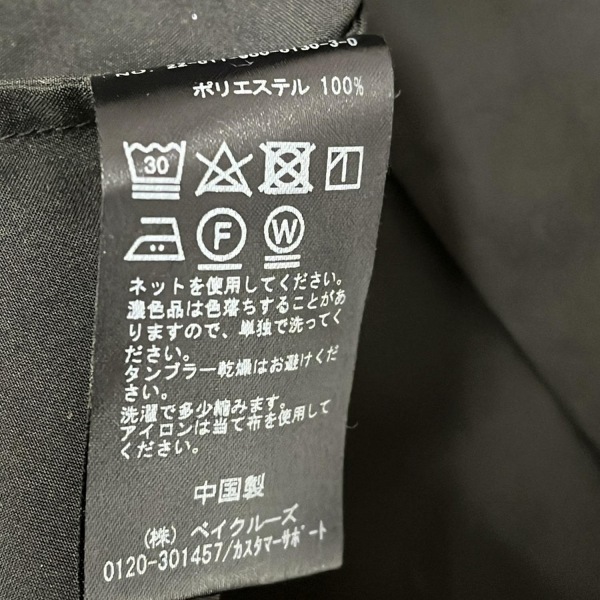 ポリエステル 100%
30
F W
ネットを使用してください。
濃色品は色落ちすることがあ
りますので、単独で洗ってく
ださい。
タンブラー乾燥はお避けくだ
さい。
洗濯で多少縮みます。
アイロンは当て布を使用して
ください。
中国製
(株) ベイクルーズ
0120-301457/カスタマーサポート